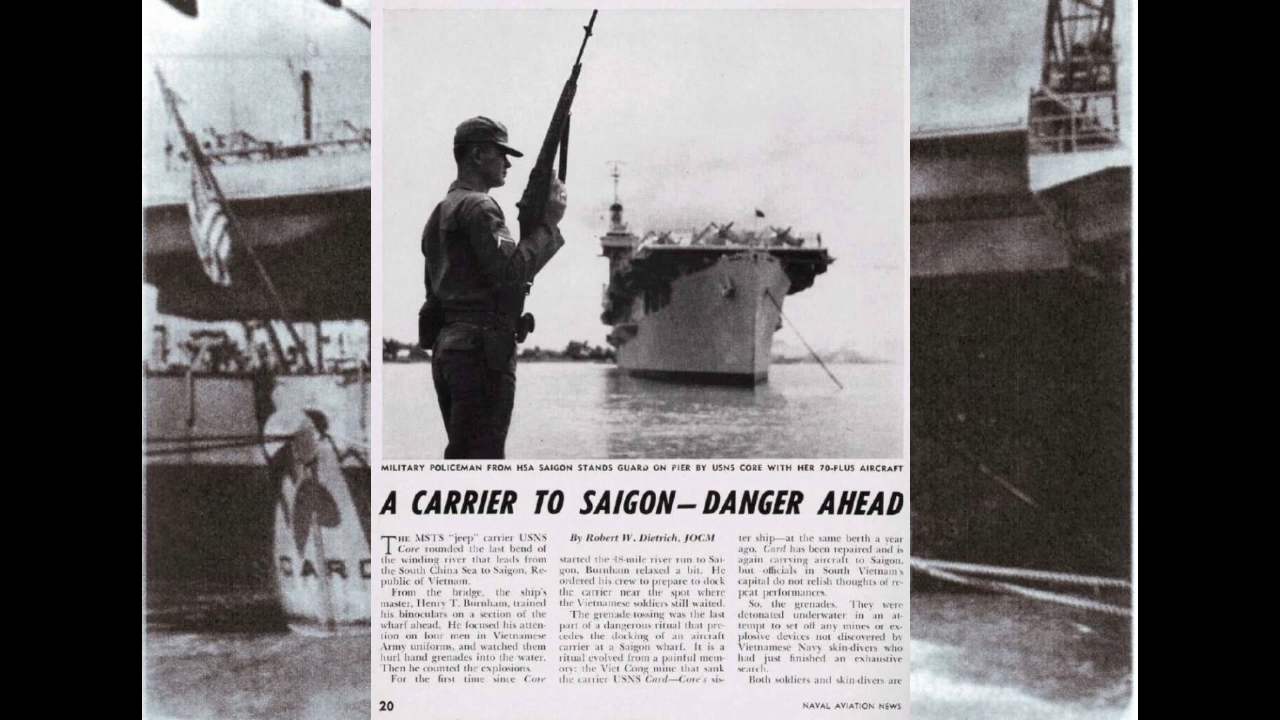 CARD
MILITARY POLICEMAN FROM HSA SAIGON STANDS GUARD ON PIER BY USNS CORE WITH HER 70-PLUS AIRCRAFT
A CARRIER TO SAIGON—DANGER AHEAD
THE MSTS “jeep” carrier USNS
Core rounded the last bend of
the winding river that leads from
the South China Sea to Saigon, Re-
public of Vietnam.
From the bridge, the ship's
master, Henry T. Burnham, trained
his binoculars on a section of the
wharf ahead. He focused his atten-
tion on four men in Vietnamese
Army uniforms, and watched them
hurl hand grenades into the water.
Then he counted the explosions.
For the first time since Core
By Robert W. Dietrich, JOCM
started the 48-mile river run to Sai-
gon, Burnham relaxed a bit. He
ordered his crew to prepare to dock
the carrier near the spot where
the Vietnamese soldiers still waited.
The grenade-tossing was the last
part of a dangerous ritual that pre-
cedes the docking of an aircraft
carrier at a Saigon wharf. It is a
ritual evolved from a painful mem-
ory: the Viet Cong mine that sank
the carrier USNS Card—Core's sis-
ter ship—at the same berth a year
ago. Card has been repaired and is
again carrying aircraft to Saigon,
but officials in South Vietnam's
capital do not relish thoughts of re-
peat performances.
So, the grenades. They were
detonated underwater in an at-
tempt to set off any mines or ex-
plosive devices not discovered by
Vietnamese Navy skin-divers who
had just finished an exhaustive
search.
Both soldiers and skin-divers are
20
NAVAL AVIATION NEWS